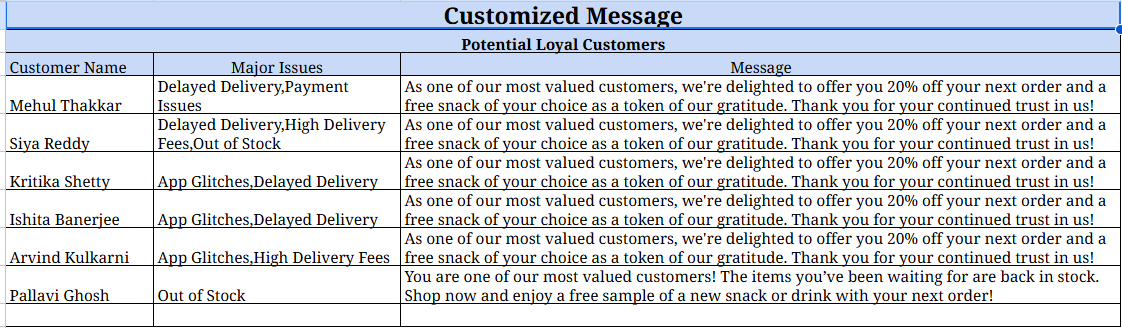 Customized Message
Potential Loyal Customers
Customer Name Major Issues Message
Mehul Thakkar Delayed Delivery,Payment
Issues As one of our most valued customers, we're delighted to offer you 20% off your next order and a
free snack of your choice as a token of our gratitude. Thank you for your continued trust in us!
Siya Reddy Delayed Delivery,High Delivery
Fees,Out of Stock As one of our most valued customers, we're delighted to offer you 20% off your next order and a
free snack of your choice as a token of our gratitude. Thank you for your continued trust in us!
Kritika Shetty App Glitches,Delayed Delivery As one of our most valued customers, we're delighted to offer you 20% off your next order and a
free snack of your choice as a token of our gratitude. Thank you for your continued trust in us!
Ishita Banerjee App Glitches,Delayed Delivery As one of our most valued customers, we're delighted to offer you 20% off your next order and a
free snack of your choice as a token of our gratitude. Thank you for your continued trust in us!
Arvind Kulkarni App Glitches,High Delivery Fees As one of our most valued customers, we're delighted to offer you 20% off your next order and a
free snack of your choice as a token of our gratitude. Thank you for your continued trust in us!
Pallavi Ghosh Out of Stock You are one of our most valued customers! The items you’ve been waiting for are back in stock.
Shop now and enjoy a free sample of a new snack or drink with your next order!